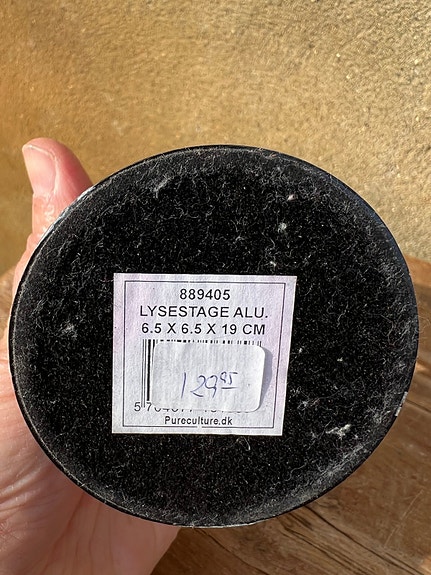 889405
LYSESTAGE ALU.
6.5 X 6.5 X 19 CM
129.95
Pureculture.dk